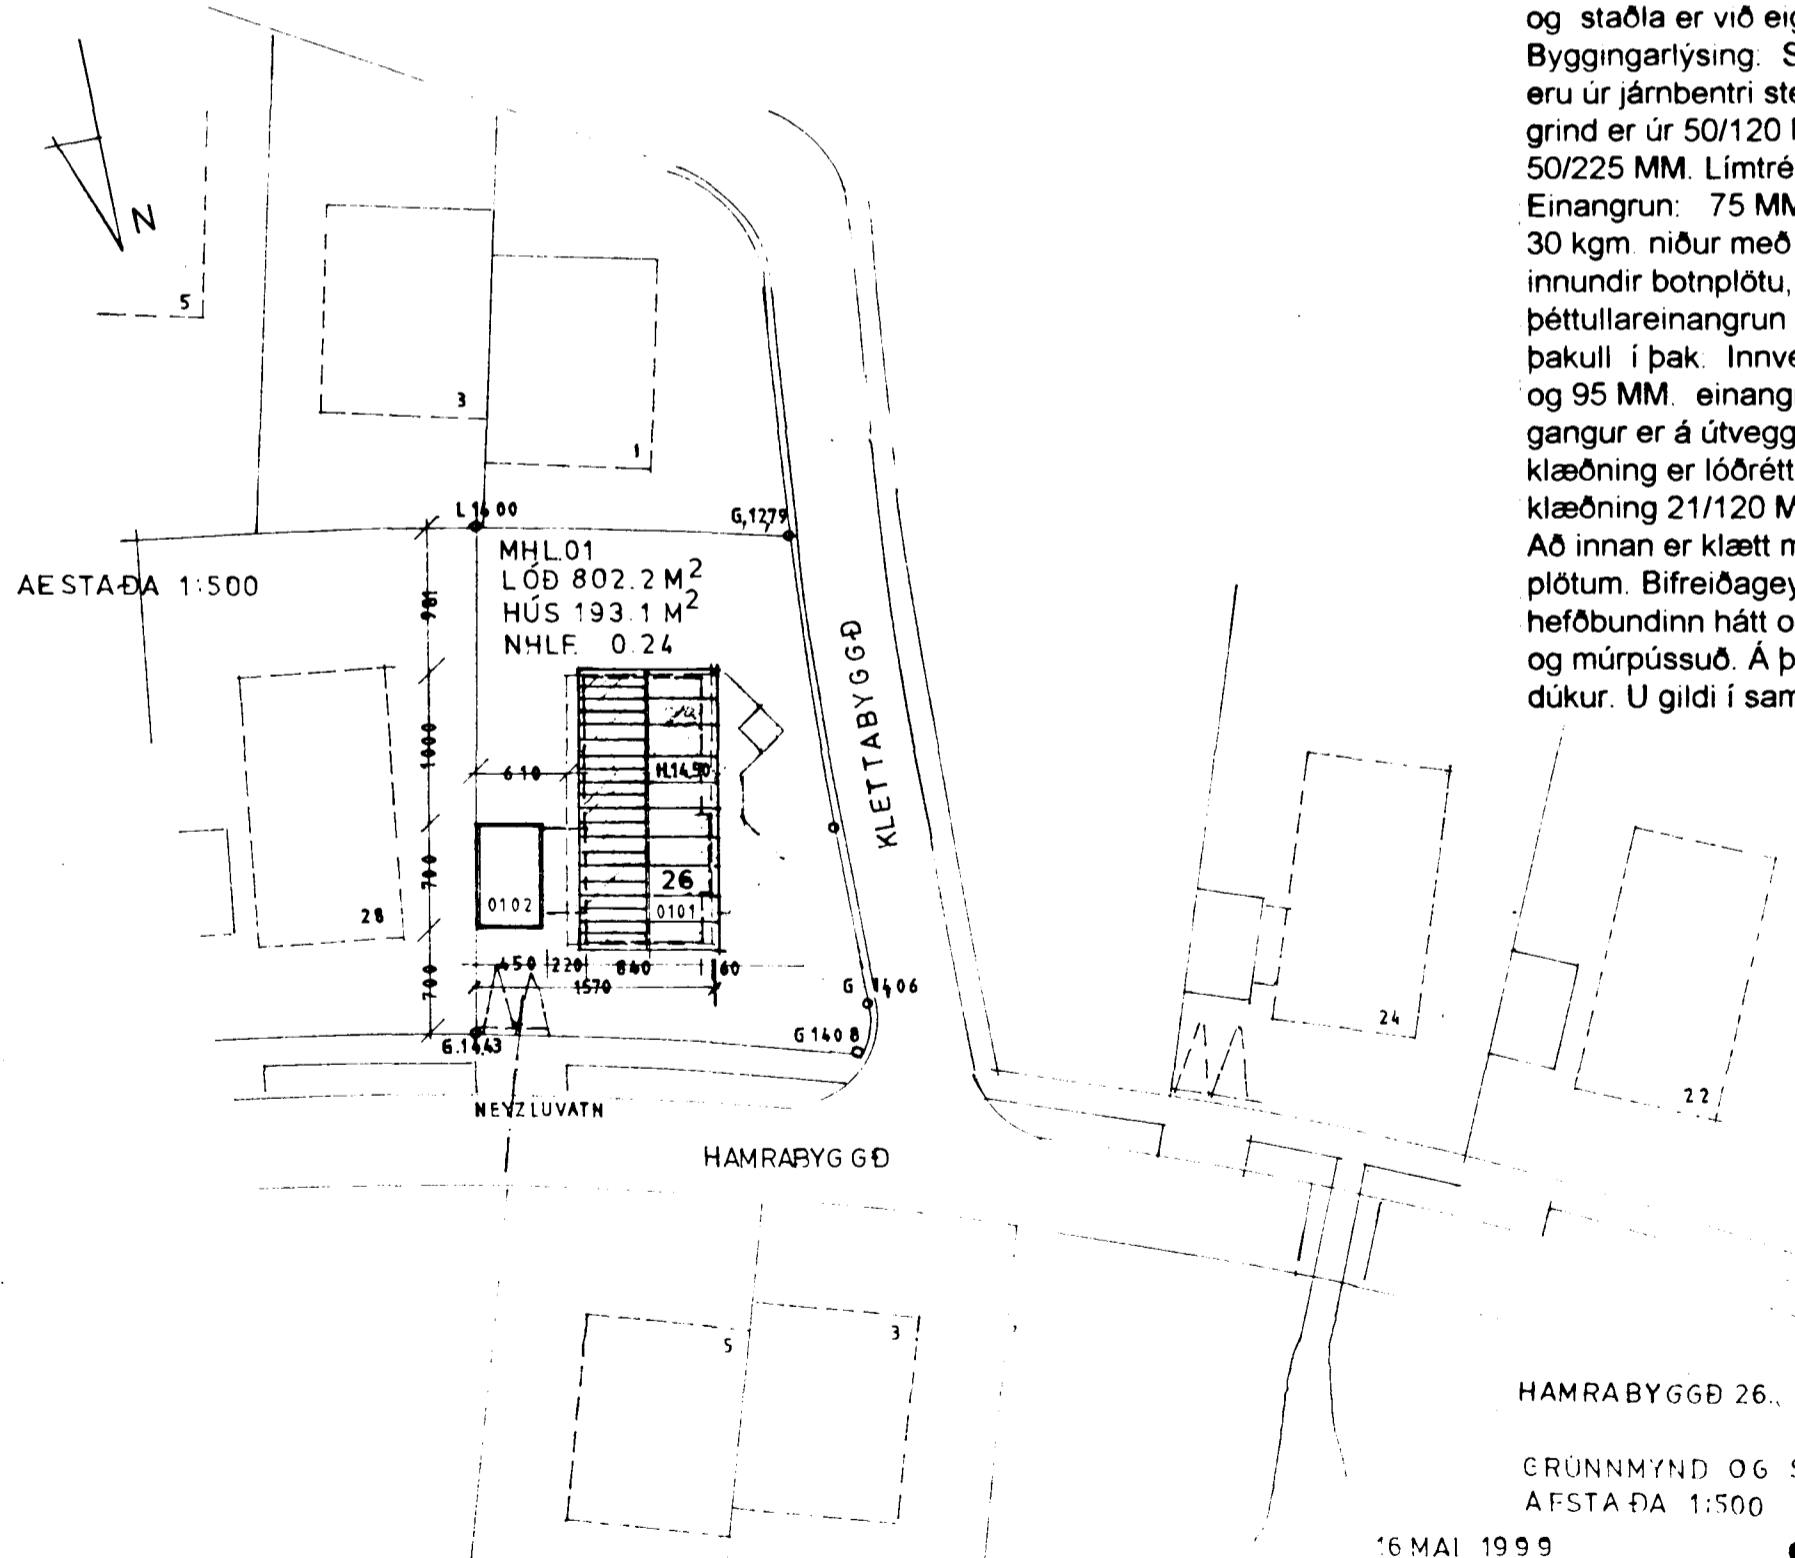 og staðla er við eig
Byggingarlýsing: S
eru úr járnbentri ste
grind er úr 50/120
50/225 MM. Límtré
Einangrun: 75 MM
30 kgm. niður með
innundir botnplötu,
þéttullareinangrun
þakull í þak. Innve
og 95 MM. einang
gangur er á útvegg
klæðning er lóðrétt
klæðning 21/120 M
Að innan er klætt m
plötum. Bifreiðagey
hefðbundinn hátt o
og múrpússuð. Á þ
dúkur. U gildi í sam
N
5
3
1
L 1400
G,1279
MHL.01
LÓÐ 802.2 M2
HÚS 193.1 M2
NHLF. 0.24
AFSTAÐA 1:500
981
1000
700
700
610
H.14.90
26
0101
0102
28
450 220 840 60
1570
G 1406
G 1408
G.1443
NEYZLUVATN
KLETTABYGGÐ
HAMRABYGGÐ
24
22
5
3
HAMRABYGGÐ 26.,
GRUNNMYND OG S
AFSTAÐA 1:500
16 MAI 1999